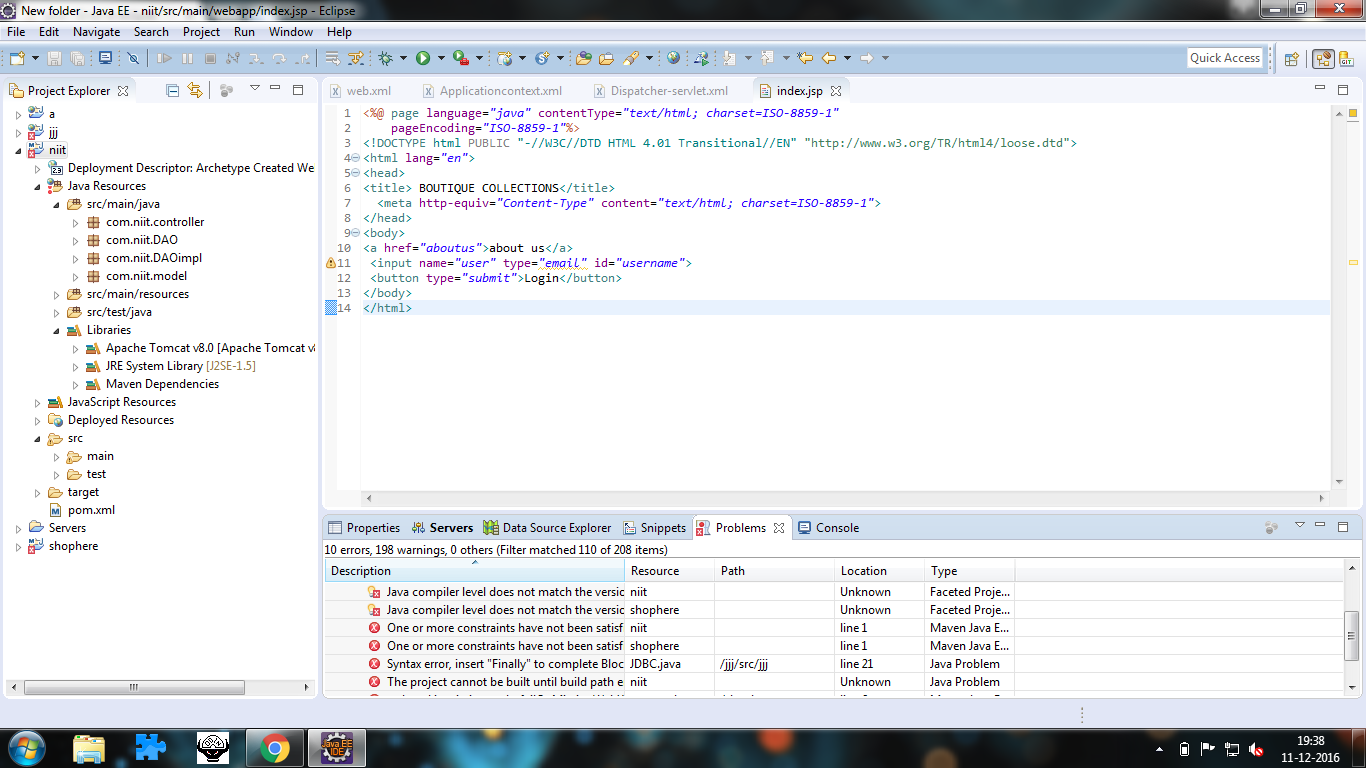 New folder - Java EE - niit/src/main/webapp/index.jsp - Eclipse
File Edit Navigate Search Project Run Window Help
Quick Access
Project Explorer
a
jjj
niit
Deployment Descriptor: Archetype Created We
Java Resources
src/main/java
com.niit.controller
com.niit.DAO
com.niit.DAOimpl
com.niit.model
src/main/resources
src/test/java
Libraries
Apache Tomcat v8.0 [Apache Tomcat v8
JRE System Library [J2SE-1.5]
Maven Dependencies
JavaScript Resources
Deployed Resources
src
main
test
target
pom.xml
Servers
shophere
web.xml Applicationcontext.xml Dispatcher-servlet.xml index.jsp
1 <%@ page language="java" contentType="text/html; charset=ISO-8859-1"
2 pageEncoding="ISO-8859-1"%>
3 <!DOCTYPE html PUBLIC "-//W3C//DTD HTML 4.01 Transitional//EN" "http://www.w3.org/TR/html4/loose.dtd">
4 <html lang="en">
5 <head>
6 <title> BOUTIQUE COLLECTIONS</title>
7 <meta http-equiv="Content-Type" content="text/html; charset=ISO-8859-1">
8 </head>
9 <body>
10 <a href="aboutus">about us</a>
11 <input name="user" type="email" id="username">
12 <button type="submit">Login</button>
13 </body>
14 </html>
Properties Servers Data Source Explorer Snippets Problems Console
10 errors, 198 warnings, 0 others (Filter matched 110 of 208 items)
Description Resource Path Location Type
Java compiler level does not match the versic niit Unknown Faceted Proje...
Java compiler level does not match the versic shophere Unknown Faceted Proje...
One or more constraints have not been satisf niit line 1 Maven Java E...
One or more constraints have not been satisf shophere line 1 Maven Java E...
Syntax error, insert "Finally" to complete Bloc JDBC.java /jjj/src/jjj line 21 Java Problem
The project cannot be built until build path e niit Unknown Java Problem
Java EE
IDE
19:38
11-12-2016